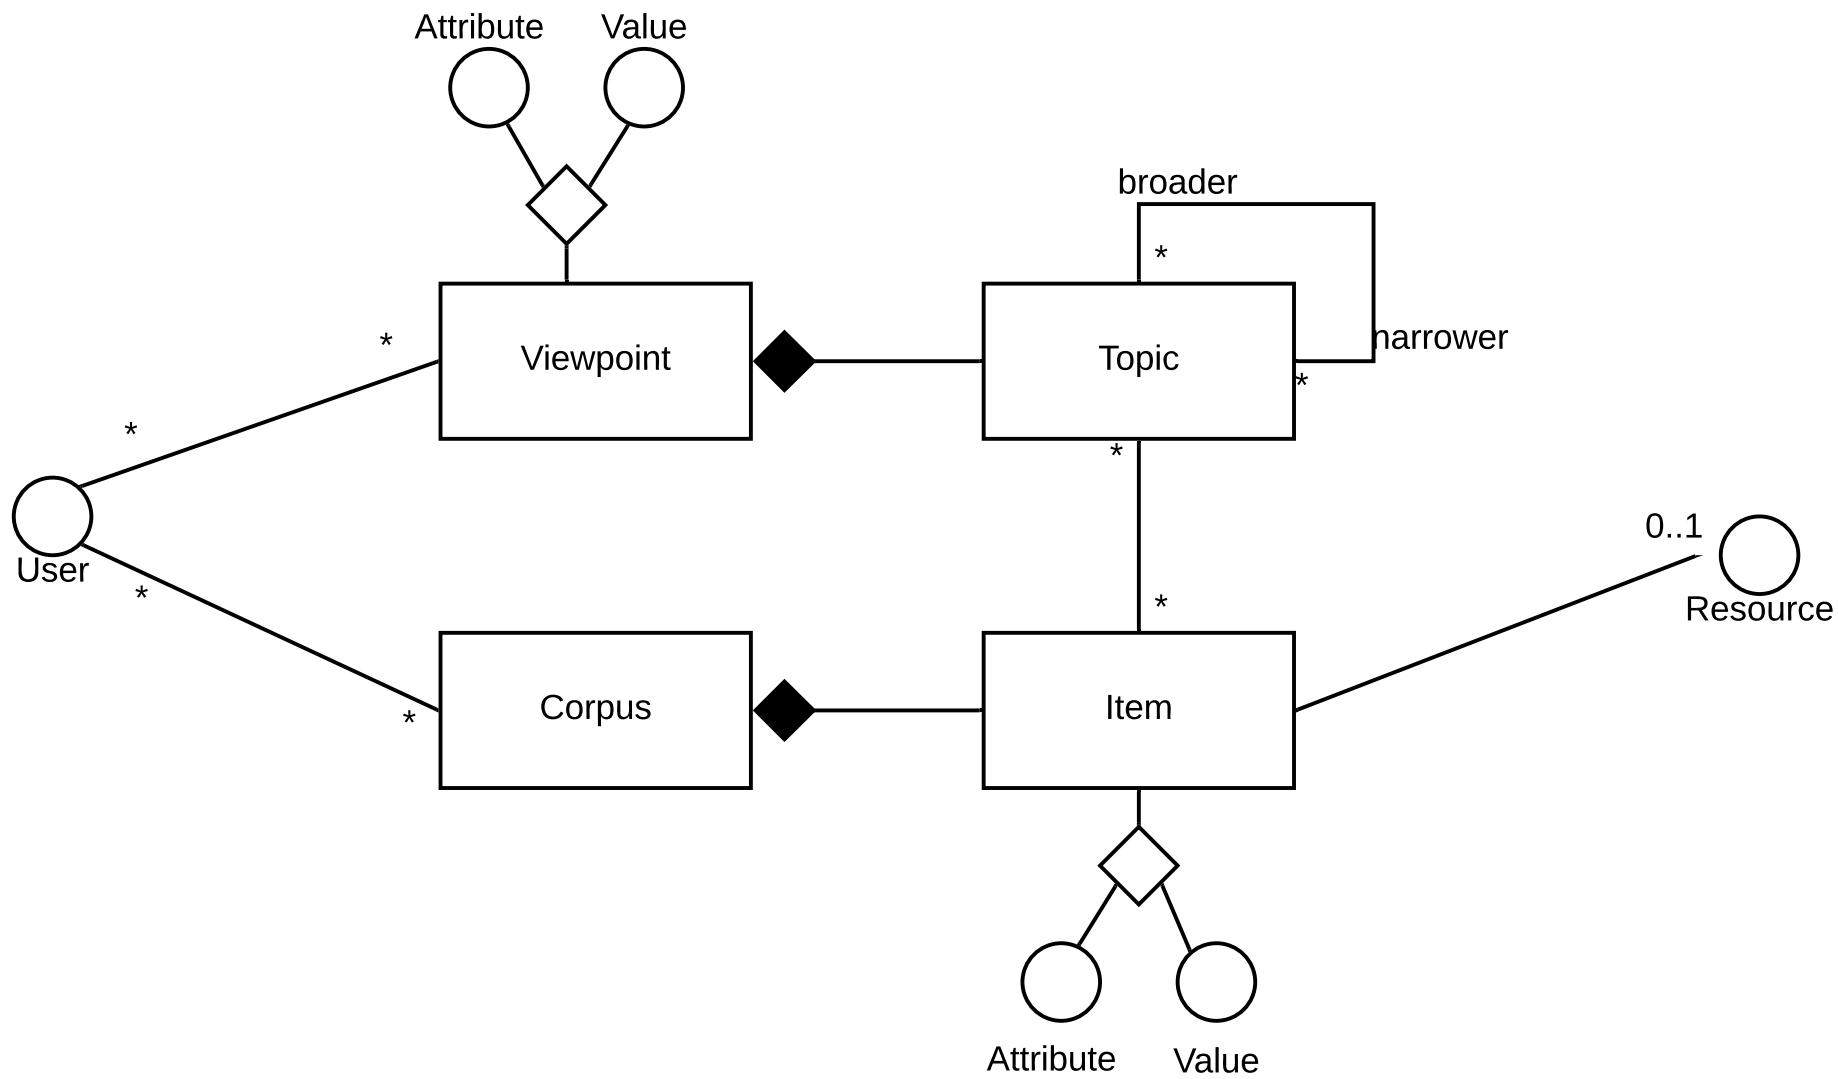 Attribute Value
broader
*
* Viewpoint Topic narrower
*
*
*
0..1
User
Resource
*
*
Corpus Item
*
Attribute Value